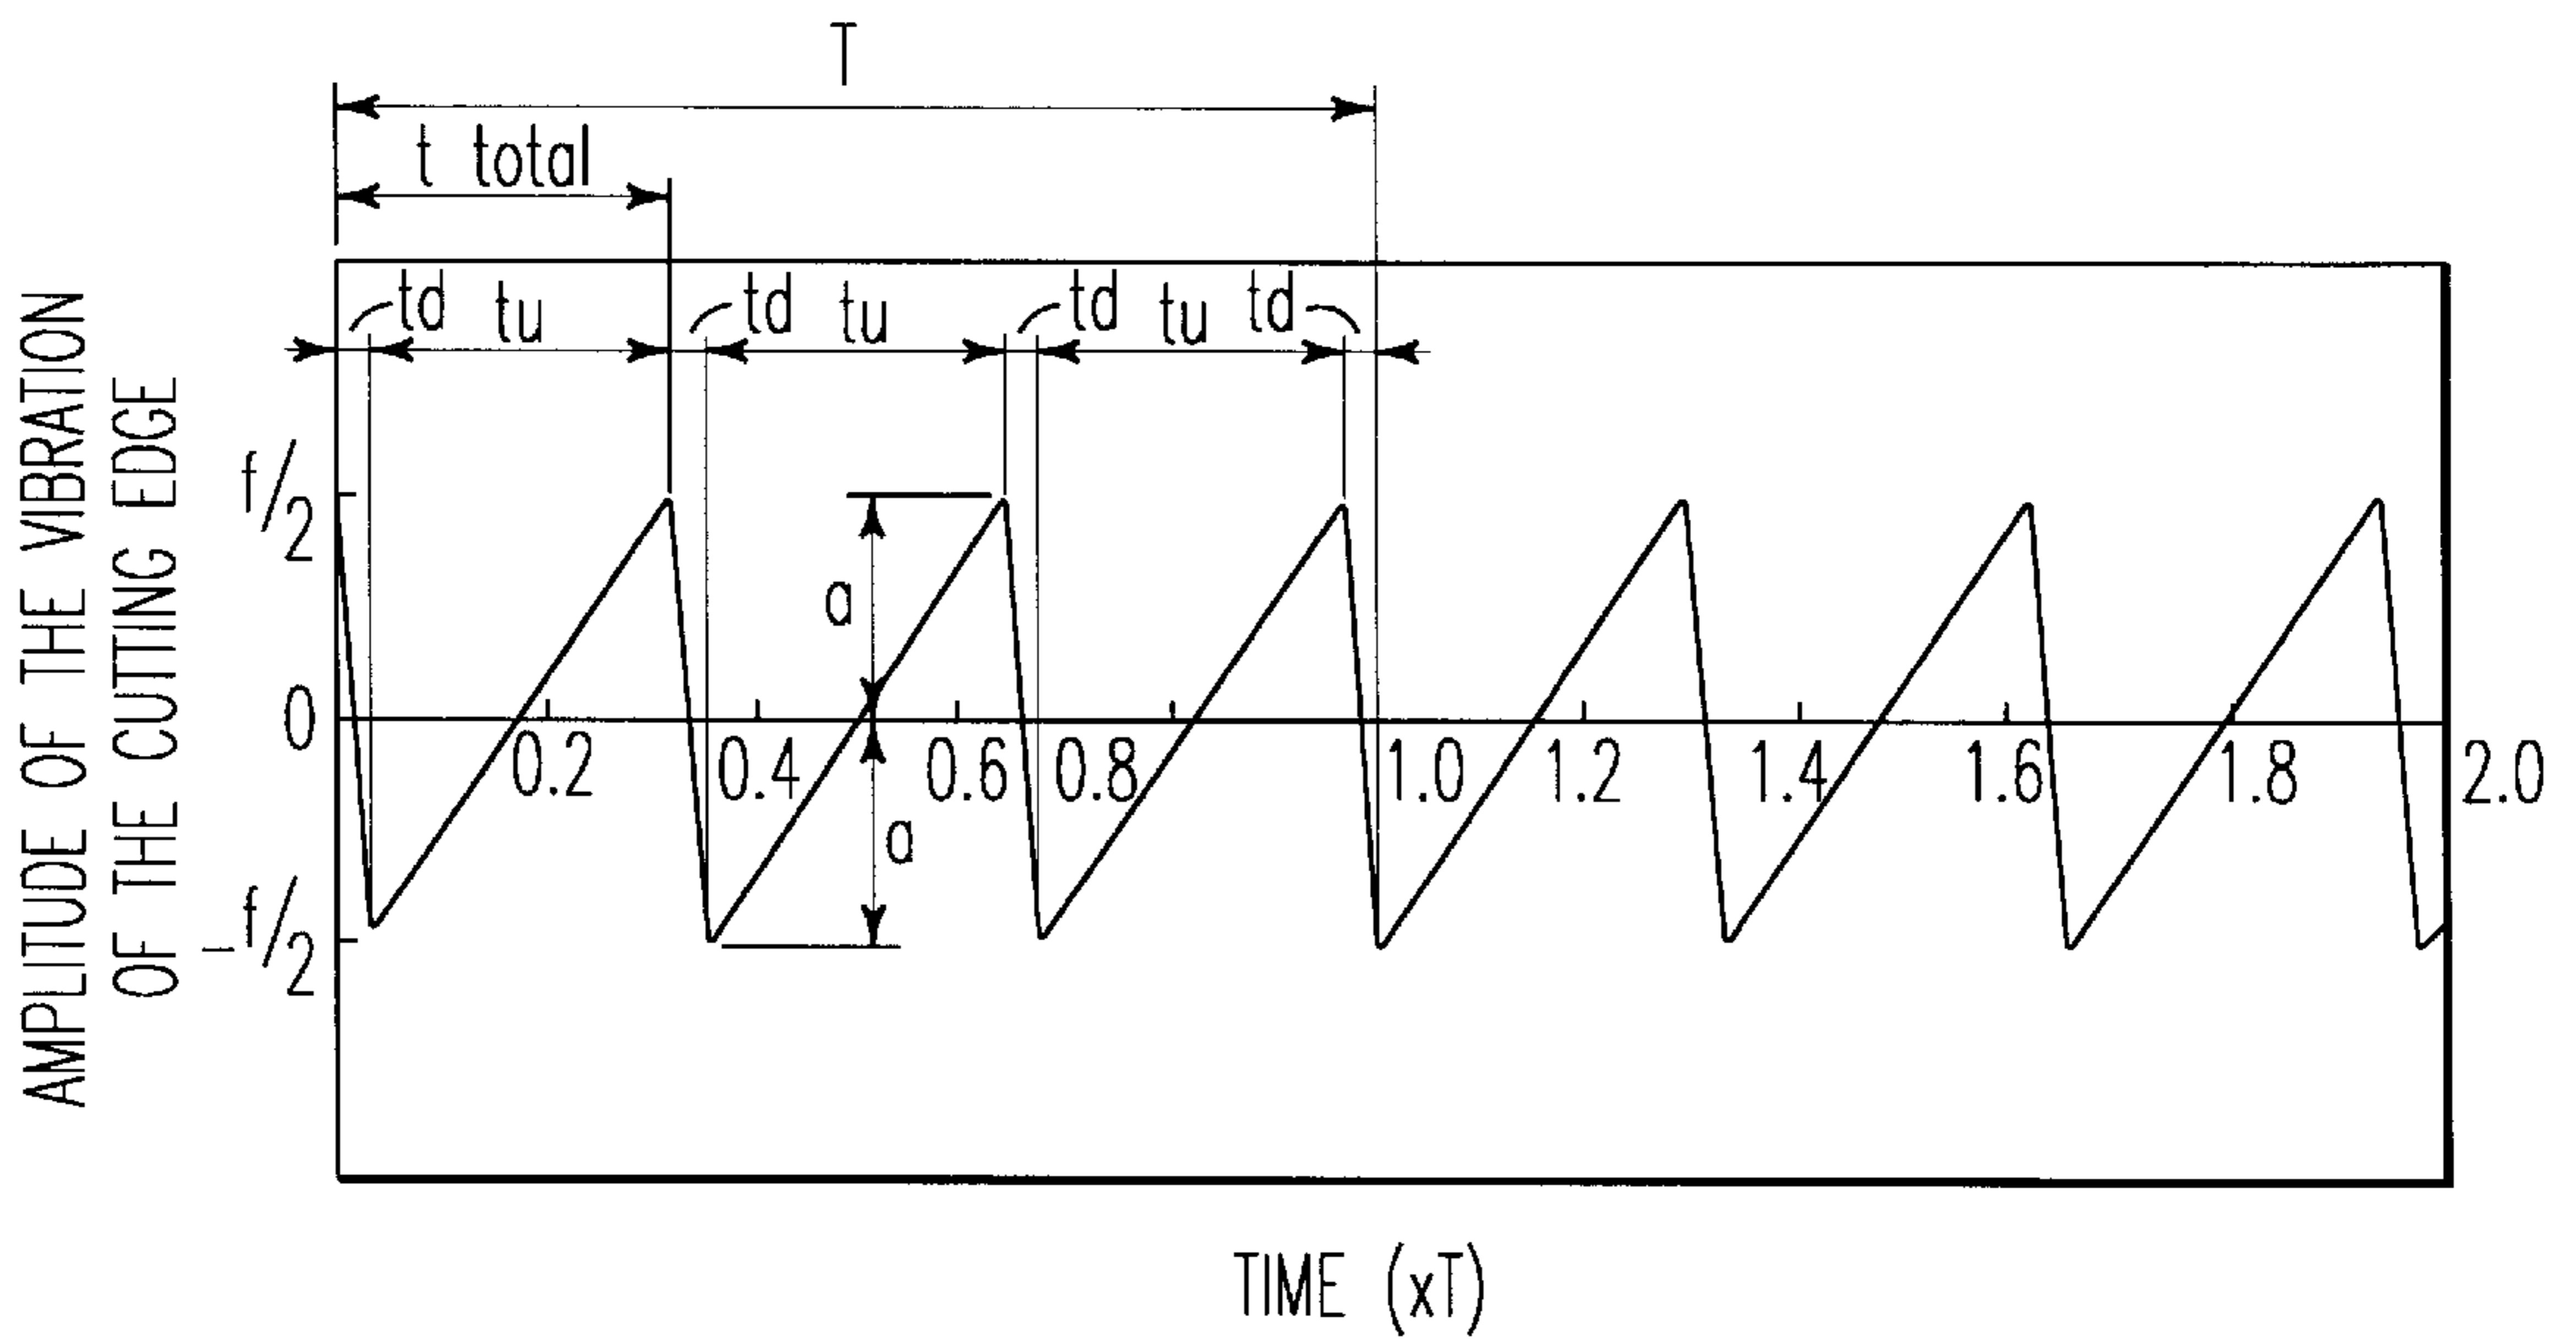 T
t total
td tu td tu td tu td
AMPLITUDE OF THE VIBRATION
OF THE CUTTING EDGE
f/2
a
0
0.2 0.4 0.6 0.8 1.0 1.2 1.4 1.6 1.8 2.0
a
-f/2
TIME (xT)